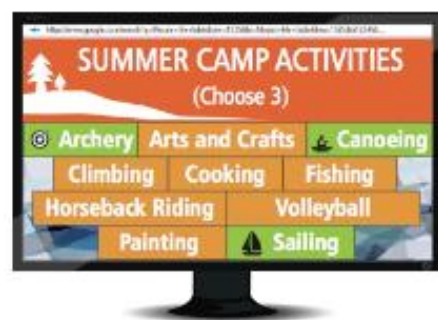 SUMMER CAMP ACTIVITIES
(Choose 3)
Archery Arts and Crafts Canoeing
Climbing Cooking Fishing
Horseback Riding Volleyball
Painting Sailing